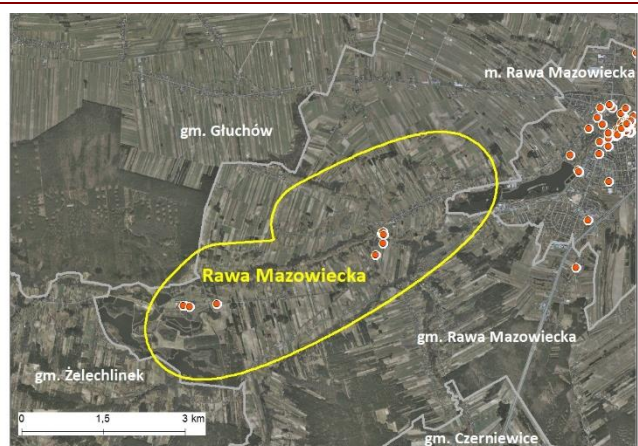 m. Rawa Mazowiecka
gm. Głuchów
Rawa Mazowiecka
gm. Rawa Mazowiecka
gm. Żelechlinek
0 1,5 3 km
gm. Czerniewice